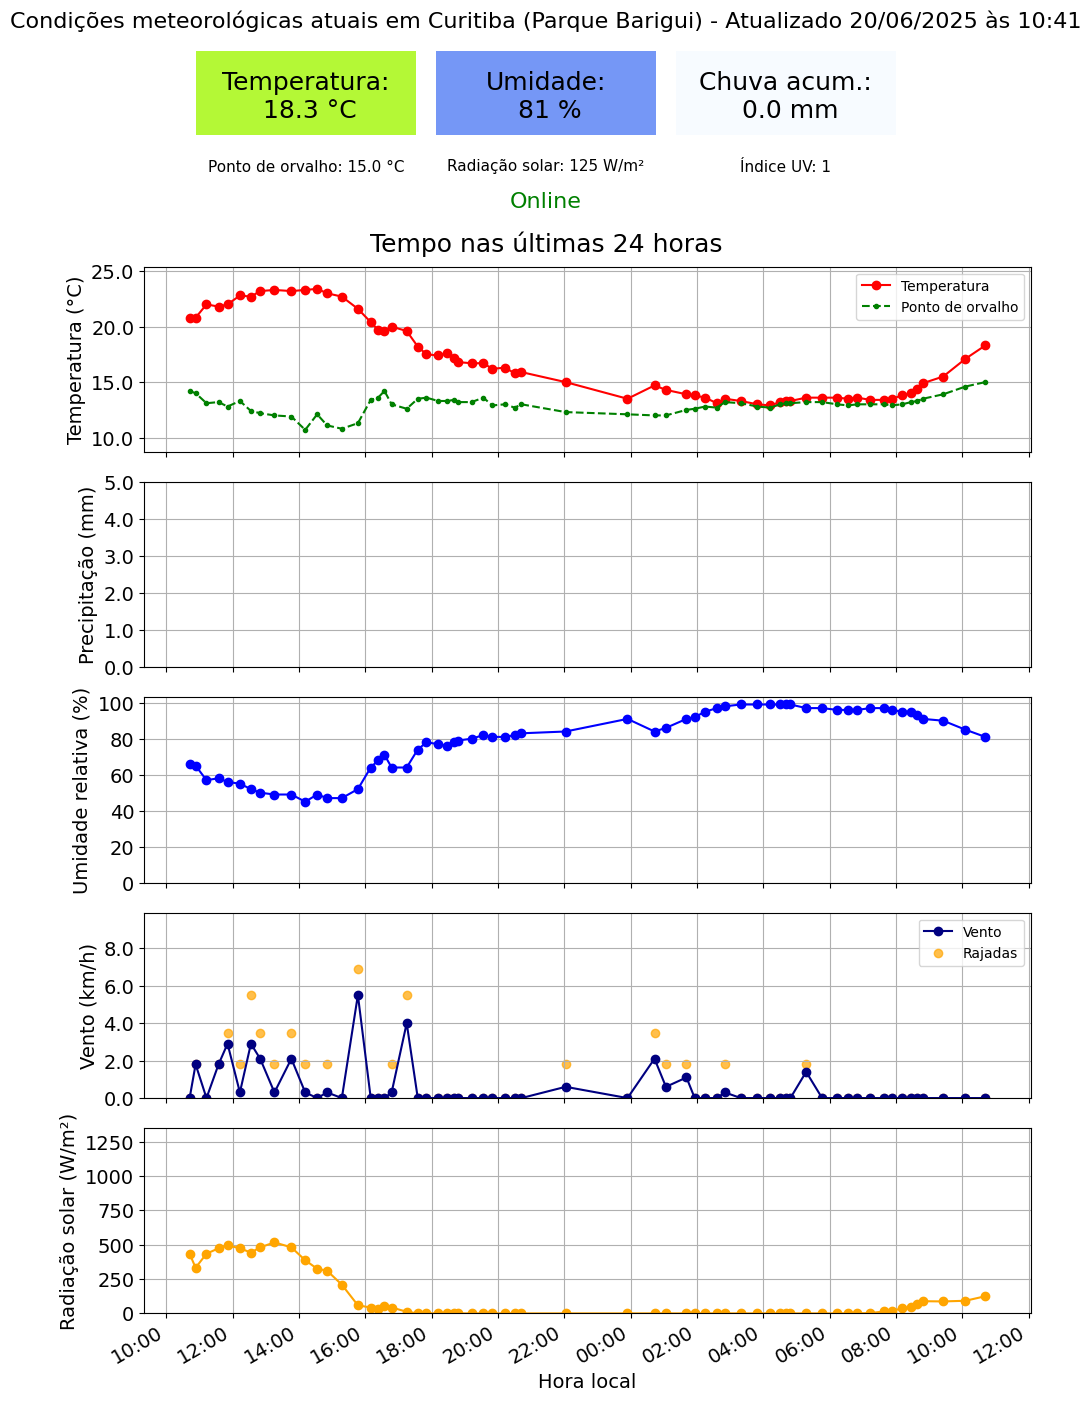 Condições meteorológicas atuais em Curitiba (Parque Barigui) - Atualizado 20/06/2025 às 10:41
Temperatura:
18.3 °C
Umidade:
81 %
Chuva acum.:
0.0 mm
Ponto de orvalho: 15.0 °C
Radiação solar: 125 W/m²
Índice UV: 1
Online
Tempo nas últimas 24 horas
Temperatura (°C)
25.0
20.0
15.0
10.0
Temperatura
Ponto de orvalho
Precipitação (mm)
5.0
4.0
3.0
2.0
1.0
0.0
Umidade relativa (%)
100
80
60
40
20
0
Vento (km/h)
8.0
6.0
4.0
2.0
0.0
Vento
Rajadas
Radiação solar (W/m²)
1250
1000
750
500
250
0
10:00
12:00
14:00
16:00
18:00
20:00
22:00
00:00
02:00
04:00
06:00
08:00
10:00
12:00
Hora local